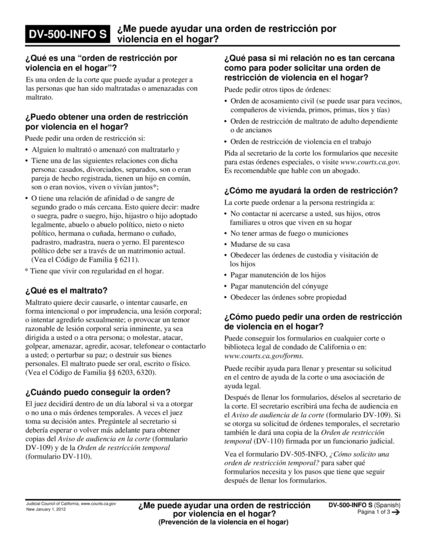 DV-500-INFO S
¿Me puede ayudar una orden de restricción por
violencia en el hogar?
¿Qué es una “orden de restricción por
violencia en el hogar”?
Es una orden de la corte que puede ayudar a proteger a
las personas que han sido maltratadas o amenazadas con
maltrato.
¿Puedo obtener una orden de restricción
por violencia en el hogar?
Puede pedir una orden de restricción si:
• Alguien lo maltrató o amenazó con maltratarlo y
• Tiene una de las siguientes relaciones con dicha
persona: casados, divorciados, separados, son o eran
pareja de hecho registrada, tienen un hijo en común,
son o eran novios, viven o vivían juntos*;
• O tiene una relación de afinidad o de sangre de
segundo grado o más cercana. Esto quiere decir: madre
o suegra, padre o suegro, hijo, hijastro o hijo adoptado
legalmente, abuelo o abuelo político, nieto o nieto
político, hermana o cuñada, hermano o cuñado,
padrastro, madrastra, nuera o yerno. El parentesco
político debe ser a través de un matrimonio actual.
(Vea el Código de Familia § 6211).
* Tiene que vivir con regularidad en el hogar.
¿Qué es el maltrato?
Maltrato quiere decir causarle, o intentar causarle, en
forma intencional o por imprudencia, una lesión corporal;
o intentar agredirlo sexualmente; o provocar un temor
razonable de lesión corporal seria inminente, ya sea
dirigida a usted o a otra persona; o molestar, atacar,
golpear, amenazar, agredir, acosar, telefonear o contactarlo
a usted; o perturbar su paz; o destruir sus bienes
personales. El maltrato puede ser oral, escrito o físico.
(Vea el Código de Familia §§ 6203, 6320).
¿Cuándo puedo conseguir la orden?
El juez decidirá dentro de un día laboral si va a otorgar
o no una o más órdenes temporales. A veces el juez
toma su decisión antes. Pregúntele al secretario si
debería esperar o volver más adelante para obtener
copias del Aviso de audiencia en la corte (formulario
DV-109) y de la Orden de restricción temporal
(formulario DV-110).
¿Qué pasa si mi relación no es tan cercana
como para poder solicitar una orden de
restricción de violencia en el hogar?
Puede pedir otros tipos de órdenes:
• Orden de acosamiento civil (se puede usar para vecinos,
compañeros de vivienda, primos, primas, tíos y tías)
• Orden de restricción de maltrato de adulto dependiente
o de ancianos
• Orden de restricción de violencia en el trabajo
Pida al secretario de la corte los formularios que necesite
para estas órdenes especiales, o visite www.courts.ca.gov.
Es recomendable que hable con un abogado.
¿Cómo me ayudará la orden de restricción?
La corte puede ordenar a la persona restringida a:
• No contactar ni acercarse a usted, sus hijos, otros
familiares u otros que viven en su hogar
• No tener armas de fuego o municiones
• Mudarse de su casa
• Obedecer las órdenes de custodia y visitación de
los hijos
• Pagar manutención de los hijos
• Pagar manutención del cónyuge
• Obedecer las órdenes sobre propiedad
¿Cómo puedo pedir una orden de restricción
de violencia en el hogar?
Puede conseguir los formularios en cualquier corte o
biblioteca legal de condado de California o en:
www.courts.ca.gov/forms.
Puede recibir ayuda para llenar y presentar su solicitud
en el centro de ayuda de la corte o una asociación de
ayuda legal.
Después de llenar los formularios, déselos al secretario de
la corte. El secretario escribirá una fecha de audiencia en
el Aviso de audiencia de la corte (formulario DV-109). Si
se otorga su solicitud de órdenes temporales, el secretario
también le dará una copia de la Orden de restricción
temporal (DV-110) firmada por un funcionario judicial.
Vea el formulario DV-505-INFO, ¿Cómo solicito una
orden de restricción temporal? para saber qué
formularios necesita y los pasos que tiene que seguir
después de llenar los formularios.
Judicial Council of California, www.courts.ca.gov
New January 1, 2012
¿Me puede ayudar una orden de restricción
por violencia en el hogar?
(Prevención de la violencia en el hogar)
DV-500-INFO S (Spanish)
Página 1 of 3 →